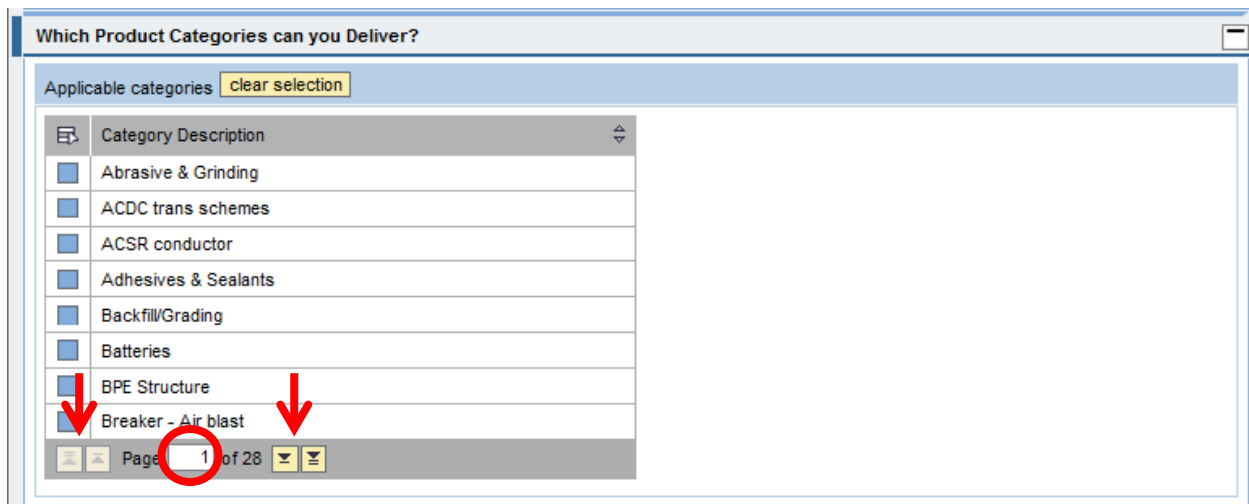 Which Product Categories can you Deliver?
Applicable categories clear selection
Category Description
Abrasive & Grinding
ACDC trans schemes
ACSR conductor
Adhesives & Sealants
Backfill/Grading
Batteries
BPE Structure
Breaker - Air blast
Page 1 of 28